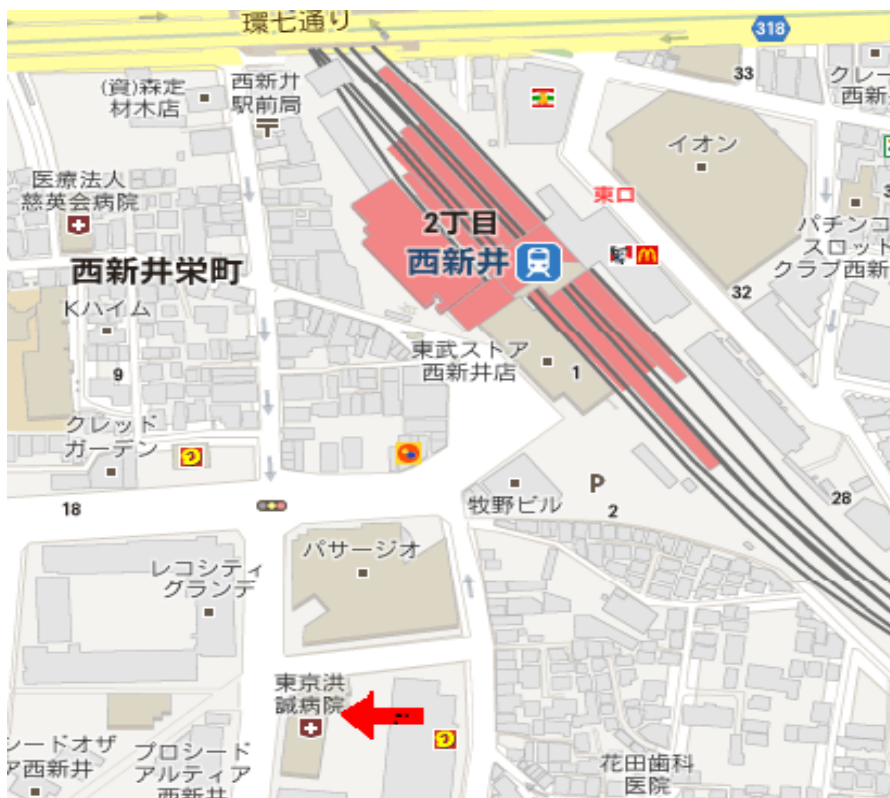 環七通り
318
33
クレー
西新
(資)森定
材木店
西新井
駅前局
イオン
医療法人
慈英会病院
東口
2丁目
西新井
パチンコ
スロット
クラブ西新
西新井栄町
Kハイム
32
東武ストア
西新井店
1
9
クレッド
ガーデン
P
牧野ビル
2
28
18
パサージオ
レコシティ
グランデ
東京洪
誠病院
シードオザ
ア西新井
プロシード
アルティア
西新井
花田歯科
医院